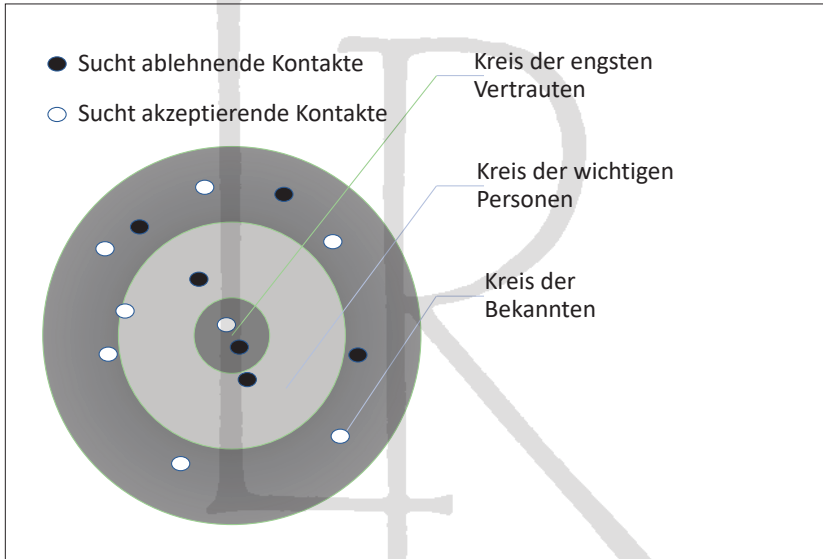 Sucht ablehnende Kontakte
Sucht akzeptierende Kontakte
Kreis der engsten
Vertrauten
Kreis der wichtigen
Personen
Kreis der
Bekannten